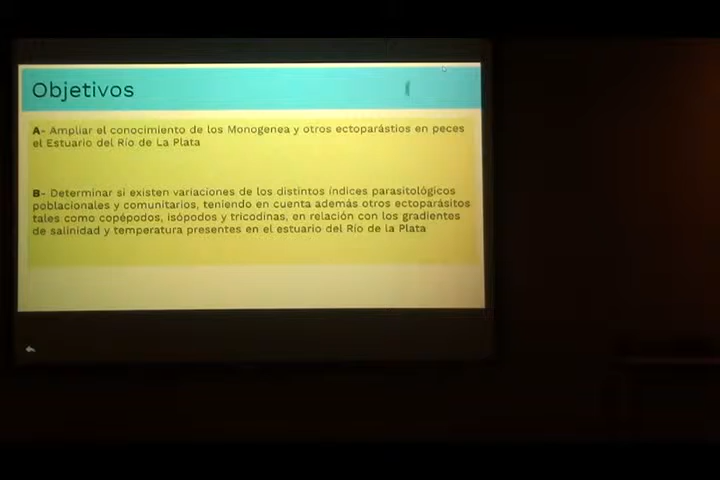 Objetivos
A- Ampliar el conocimiento de los Monogenea y otros ectoparástios en peces
el Estuario del Río de La Plata
B- Determinar si existen variaciones de los distintos índices parasitológicos
poblacionales y comunitarios, teniendo en cuenta además otros ectoparásitos
tales como copépodos, isópodos y tricodinas, en relación con los gradientes
de salinidad y temperatura presentes en el estuario del Río de la Plata